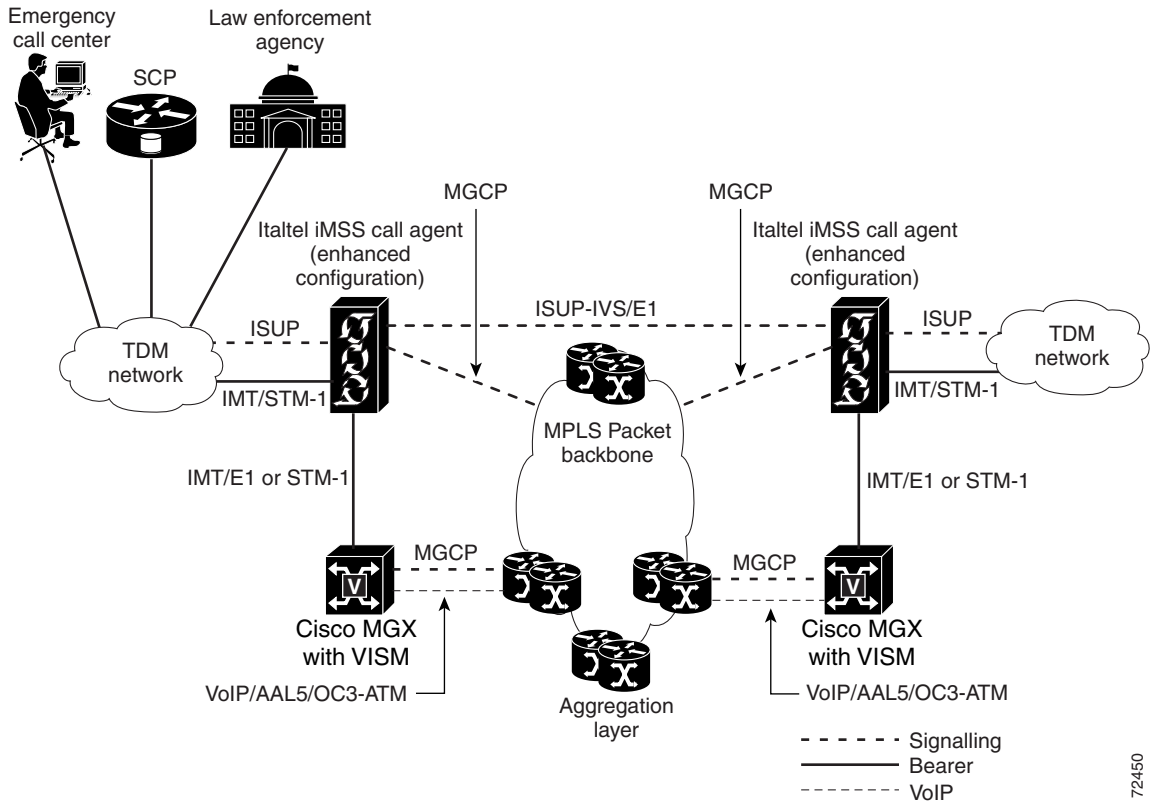 Emergency
call center
Law enforcement
agency
SCP
MGCP
MGCP
Italtel iMSS call agent
(enhanced
configuration)
Italtel iMSS call agent
(enhanced
configuration)
ISUP
ISUP-IVS/E1
ISUP
TDM
network
TDM
network
IMT/STM-1
IMT/STM-1
MPLS Packet
backbone
IMT/E1 or STM-1
IMT/E1 or STM-1
MGCP
MGCP
V
V
Cisco MGX
with VISM
Cisco MGX
with VISM
VoIP/AAL5/OC3-ATM
VoIP/AAL5/OC3-ATM
Aggregation
layer
Signalling
Bearer
VoIP
72450